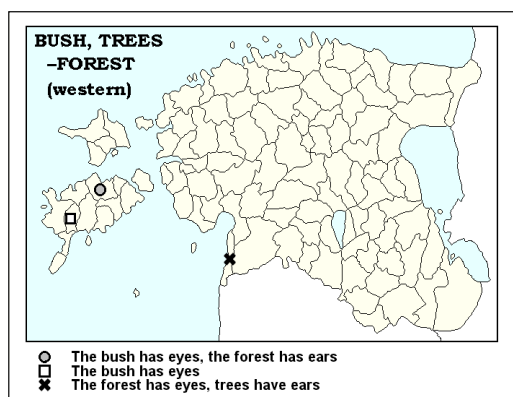 BUSH, TREES
–FOREST
(western)
The bush has eyes, the forest has ears
The bush has eyes
The forest has eyes, trees have ears